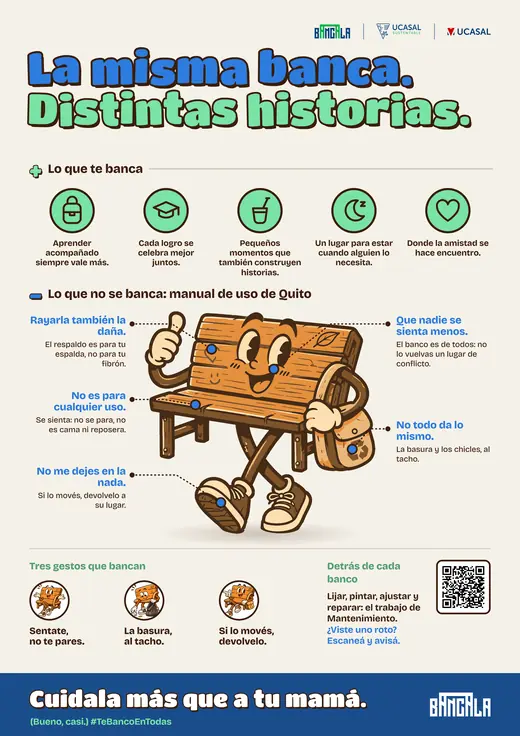 BANCALA
UCASAL
SUSTENTABLE
UCASAL
La misma banca.
Distintas historias.
Lo que te banca
Aprender
acompañado
siempre vale más.
Cada logro se
celebra mejor
juntos.
Pequeños
momentos que
también construyen
historias.
Un lugar para estar
cuando alguien lo
necesita.
Donde la amistad se
hace encuentro.
Lo que no se banca: manual de uso de Quito
Rayarla también la
daña.
El respaldo es para tu
espalda, no para tu
fibrón.
Que nadie se
sienta menos.
El banco es de todos: no
lo vuelvas un lugar de
conflicto.
No es para
cualquier uso.
Se sienta: no se para, no
es cama ni reposera.
No todo da lo
mismo.
La basura y los chicles, al
tacho.
No me dejes en la
nada.
Si lo movés, devolvelo a
su lugar.
Tres gestos que bancan
Sentate,
no te pares.
La basura,
al tacho.
Si lo movés,
devolvelo.
Detrás de cada
banco
Lijar, pintar, ajustar y
reparar: el trabajo de
Mantenimiento.
¿Viste uno roto?
Escaneá y avisá.
Cuidala más que a tu mamá.
(Bueno, casi.) #TeBancoEnTodas
BANCALA